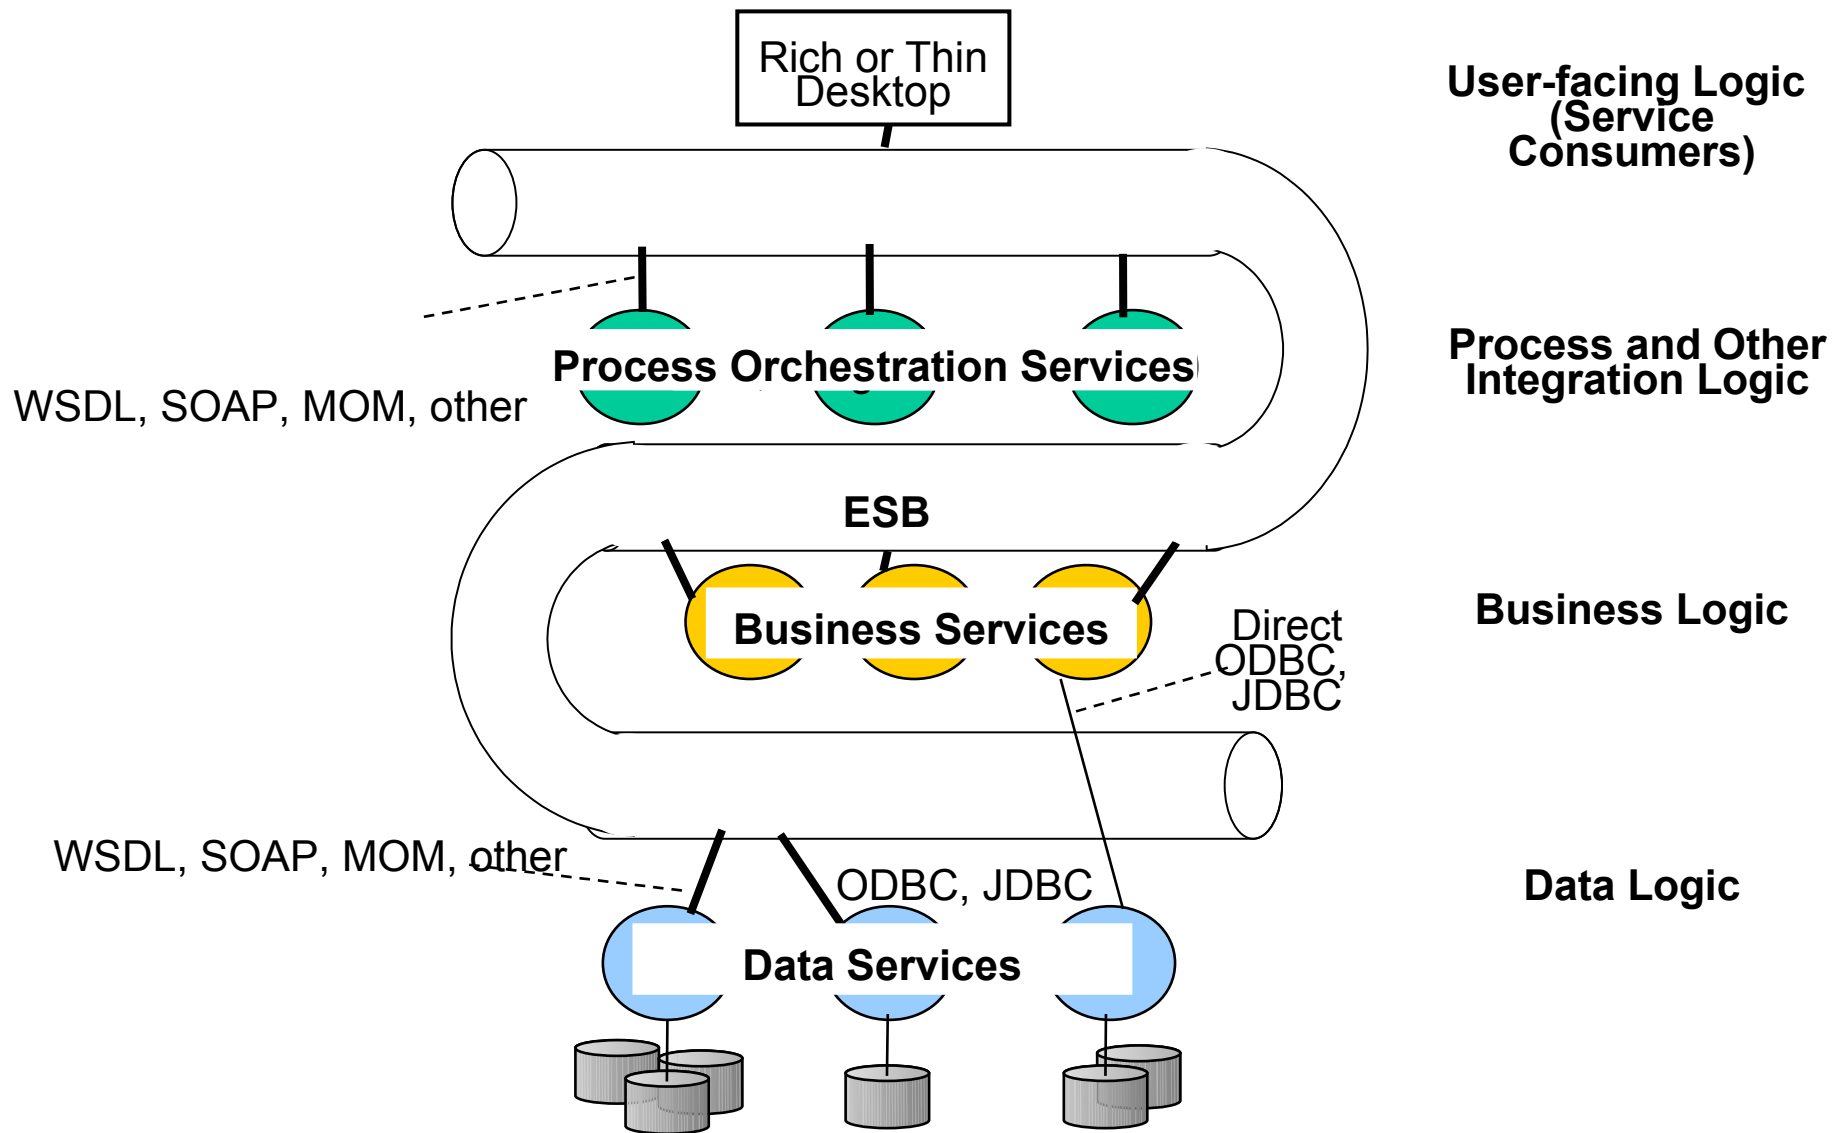 Rich or Thin
Desktop
User-facing Logic
(Service
Consumers)
Process Orchestration Services
Process and Other
Integration Logic
WSDL, SOAP, MOM, other
ESB
Business Services
Business Logic
Direct
ODBC,
JDBC
WSDL, SOAP, MOM, other
ODBC, JDBC
Data Logic
Data Services